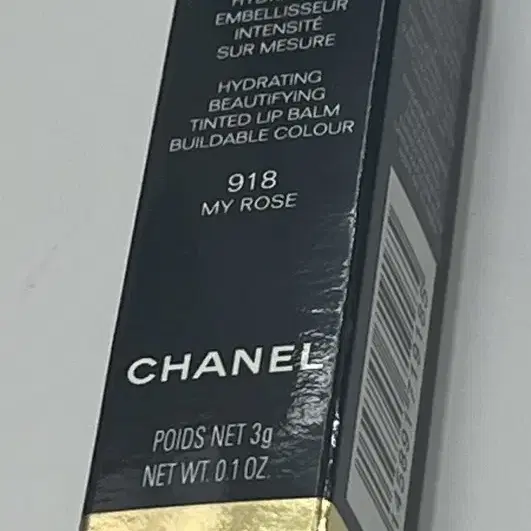 EMBELLISSEUR
INTENSITÉ
SUR MESURE
HYDRATING
BEAUTIFYING
TINTED LIP BALM
BUILDABLE COLOUR
918
MY ROSE
CHANEL
POIDS NET 3g
NET WT. 0.1 OZ.